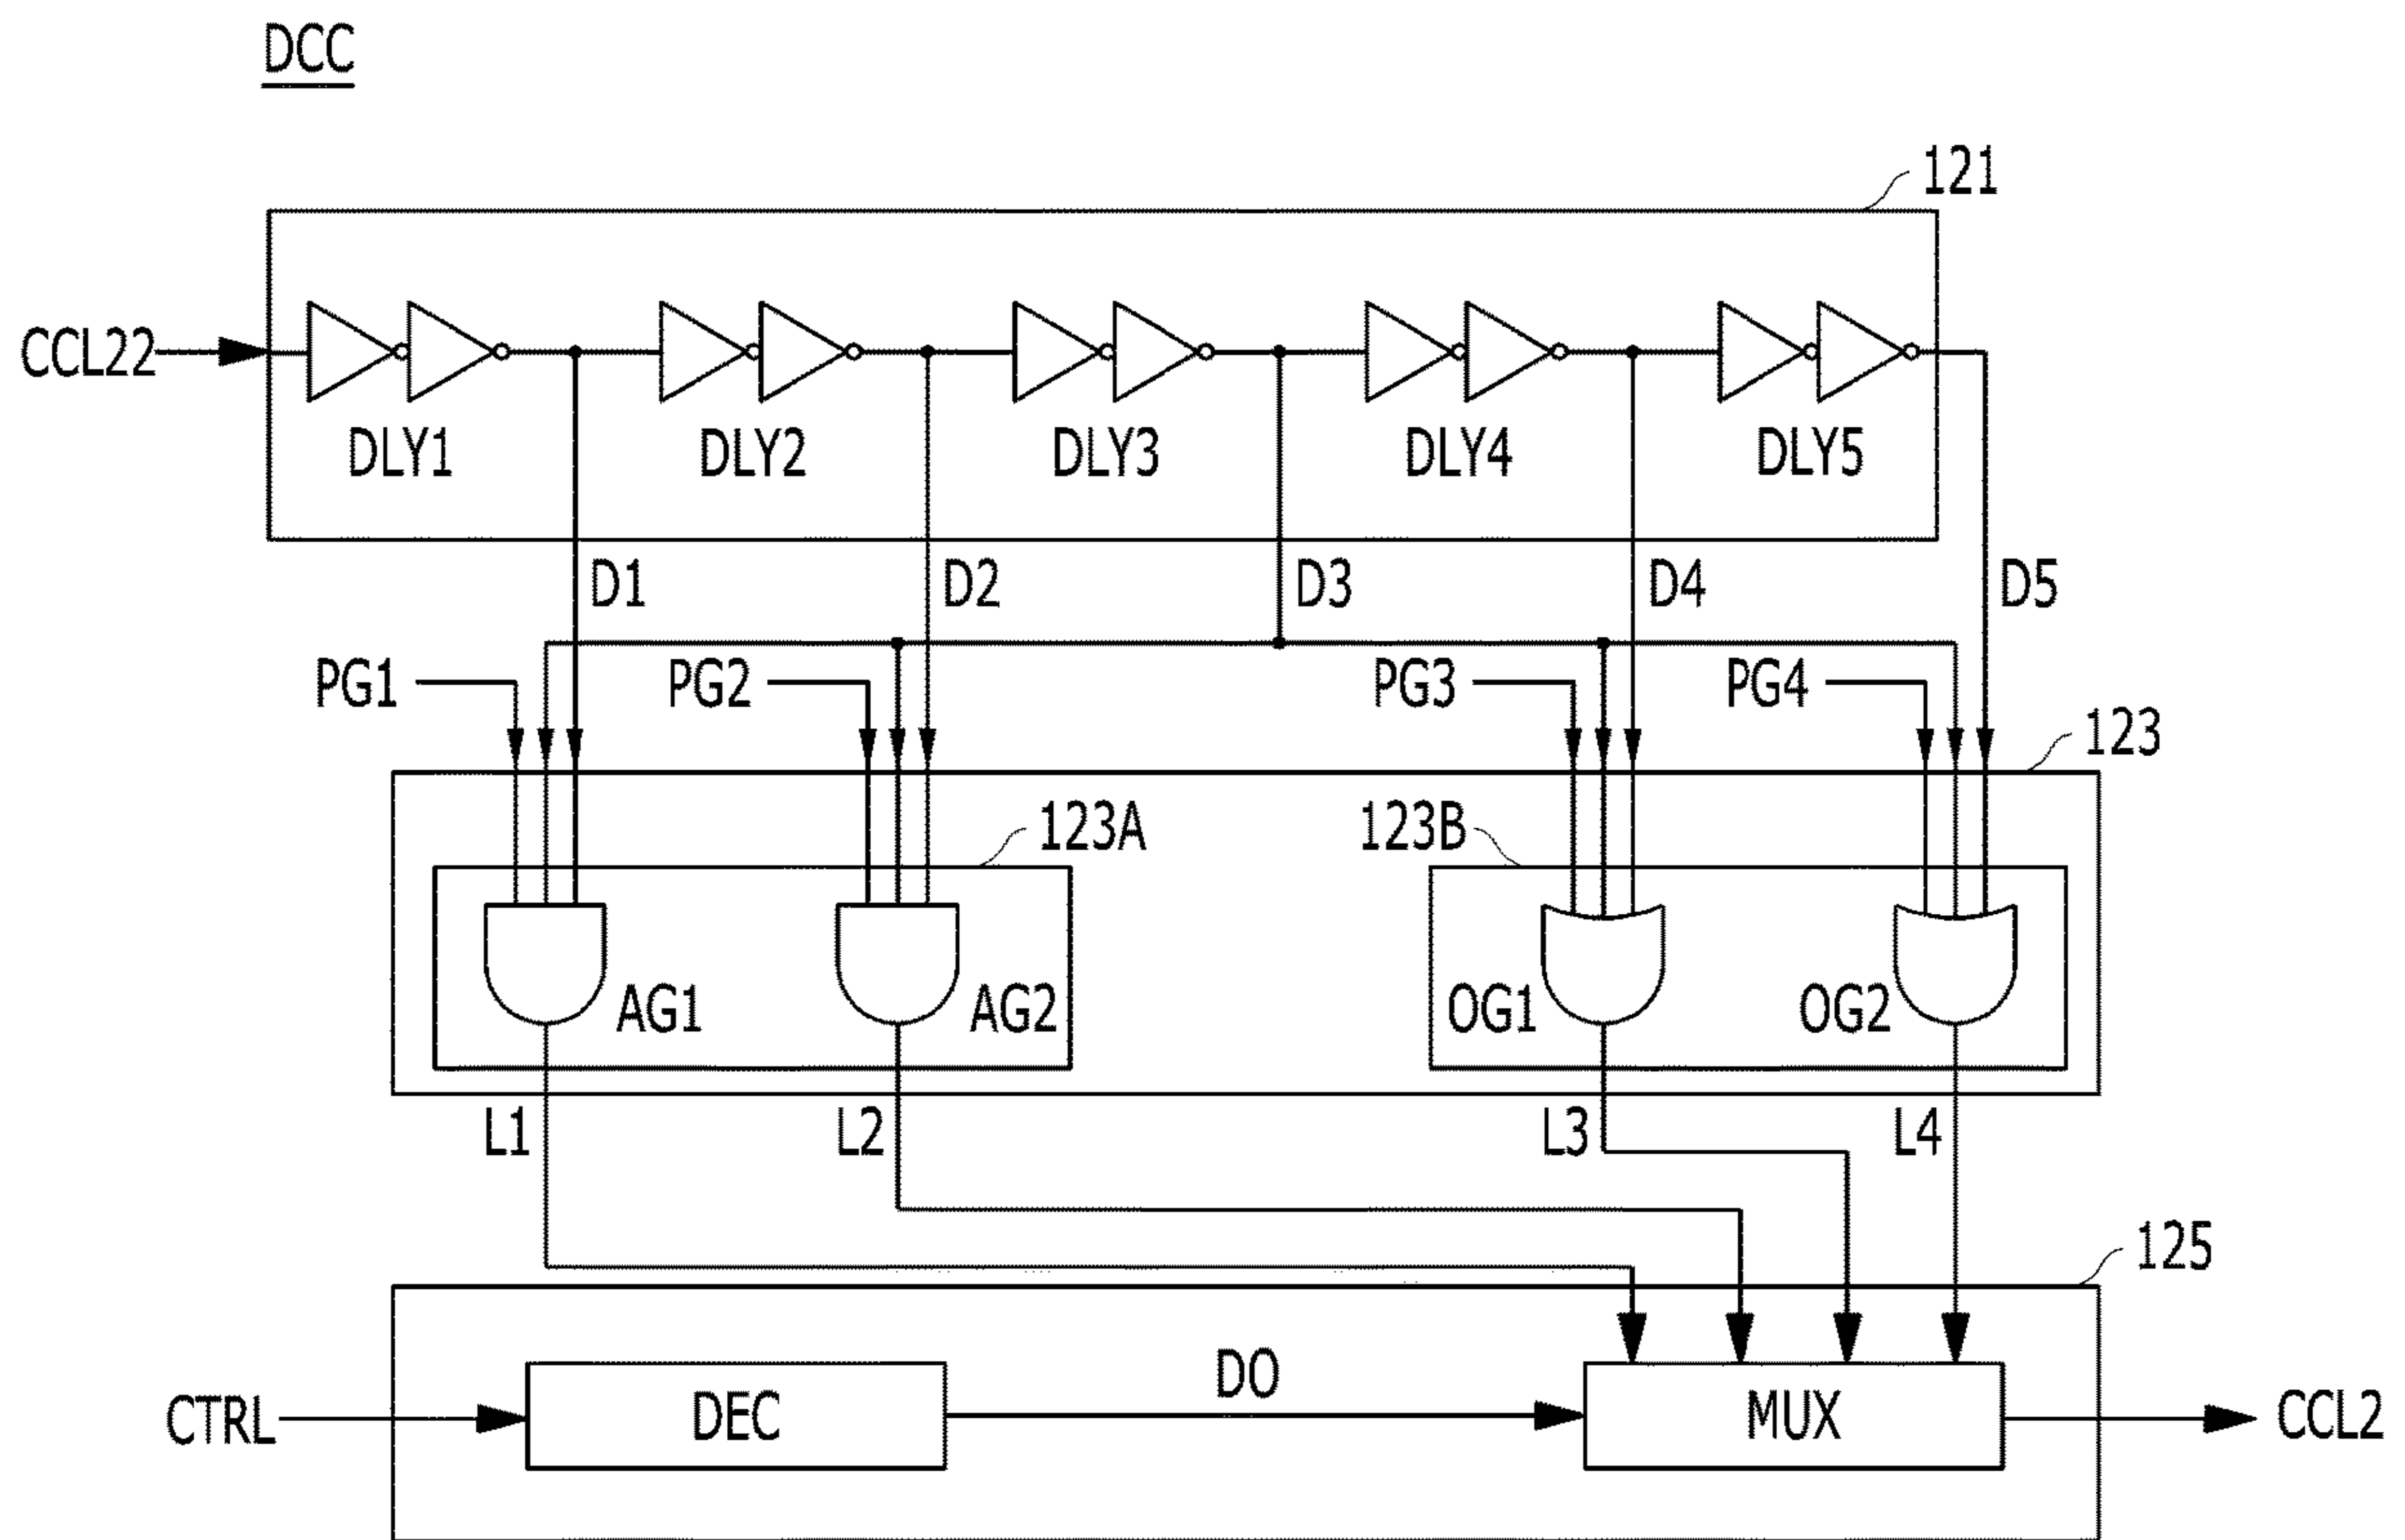 DCC
121
CCL22
DLY1 DLY2 DLY3 DLY4 DLY5
D1 D2 D3 D4 D5
PG1 PG2 PG3 PG4
123
123A 123B
AG1 AG2 OG1 OG2
L1 L2 L3 L4
125
CTRL DEC DO MUX CCL2